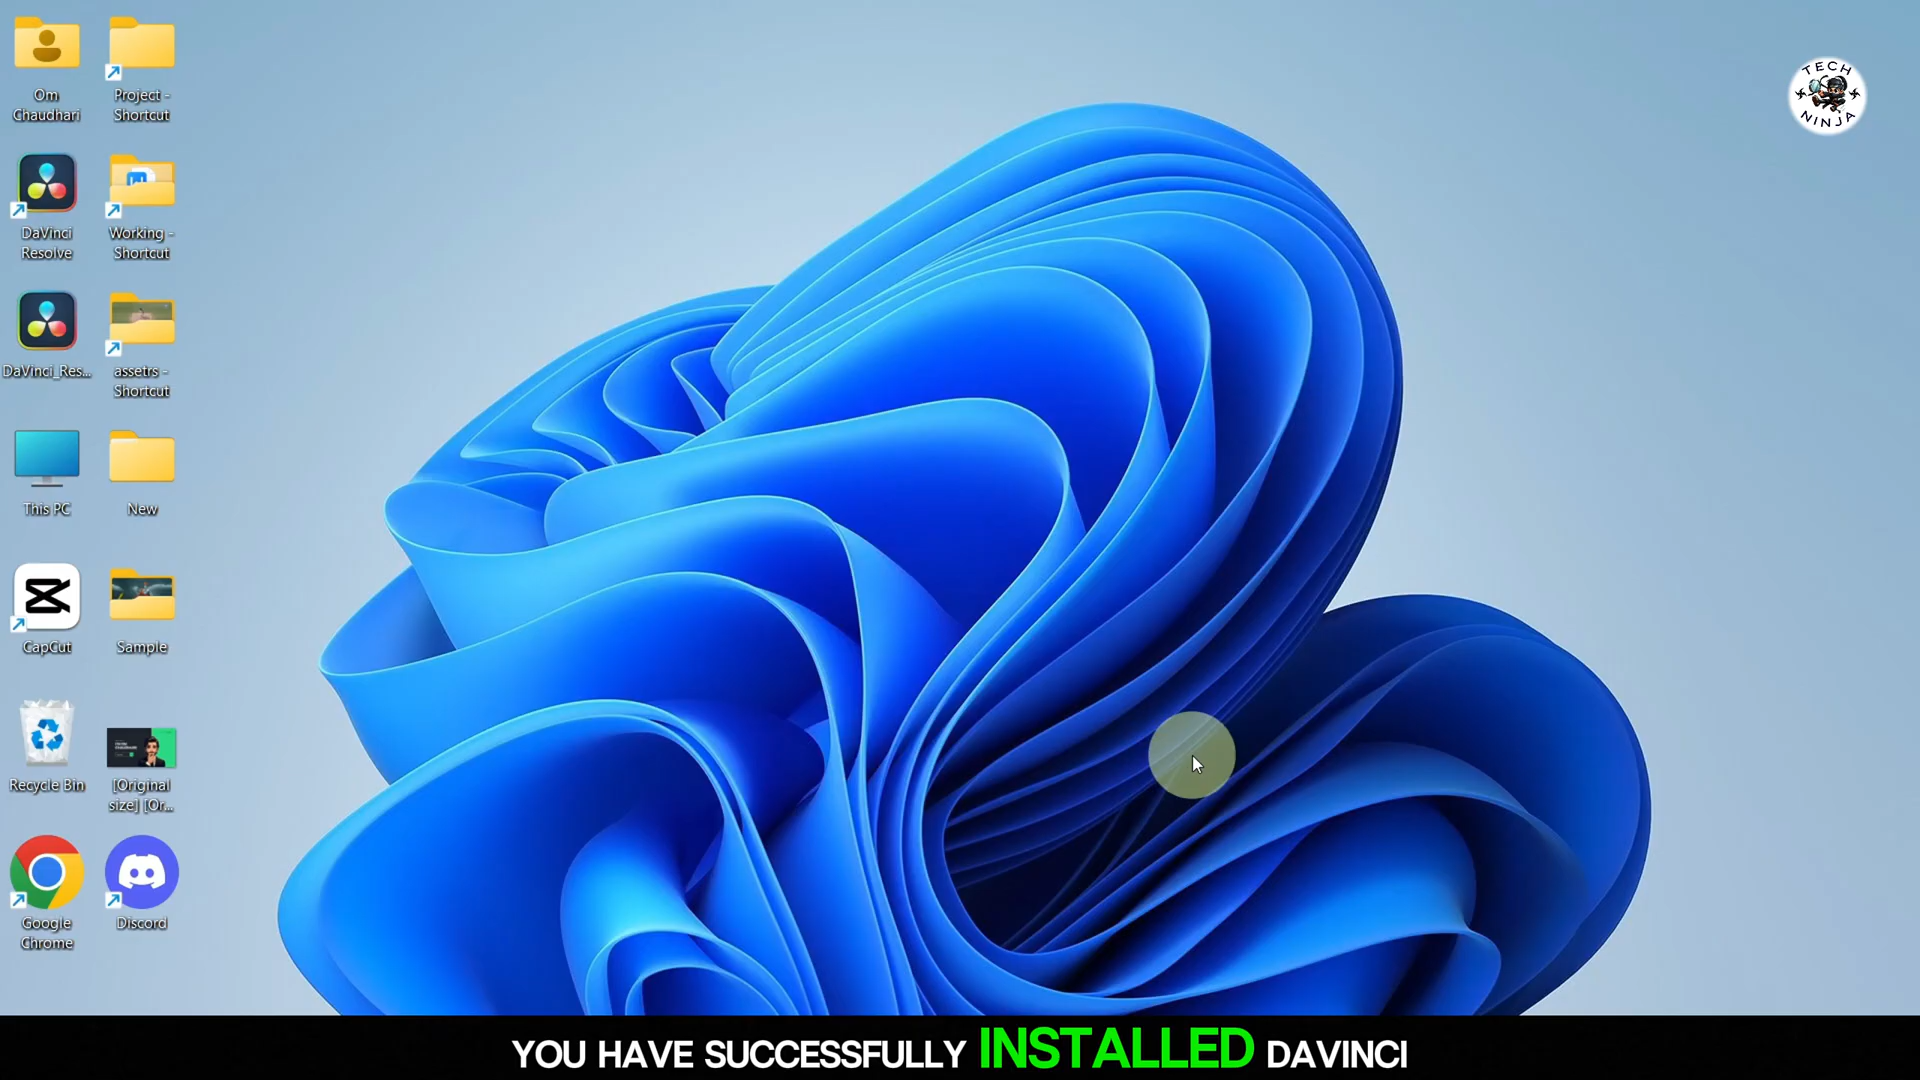 Om
Chaudhari
Project -
Shortcut
TECH
NINJA
DaVinci
Resolve
Working -
Shortcut
DaVinci_Res...
assetrs -
Shortcut
This PC
New
CapCut
Sample
Recycle Bin
[Original
size] [Or...
Google
Chrome
Discord
YOU HAVE SUCCESSFULLY INSTALLED DAVINCI